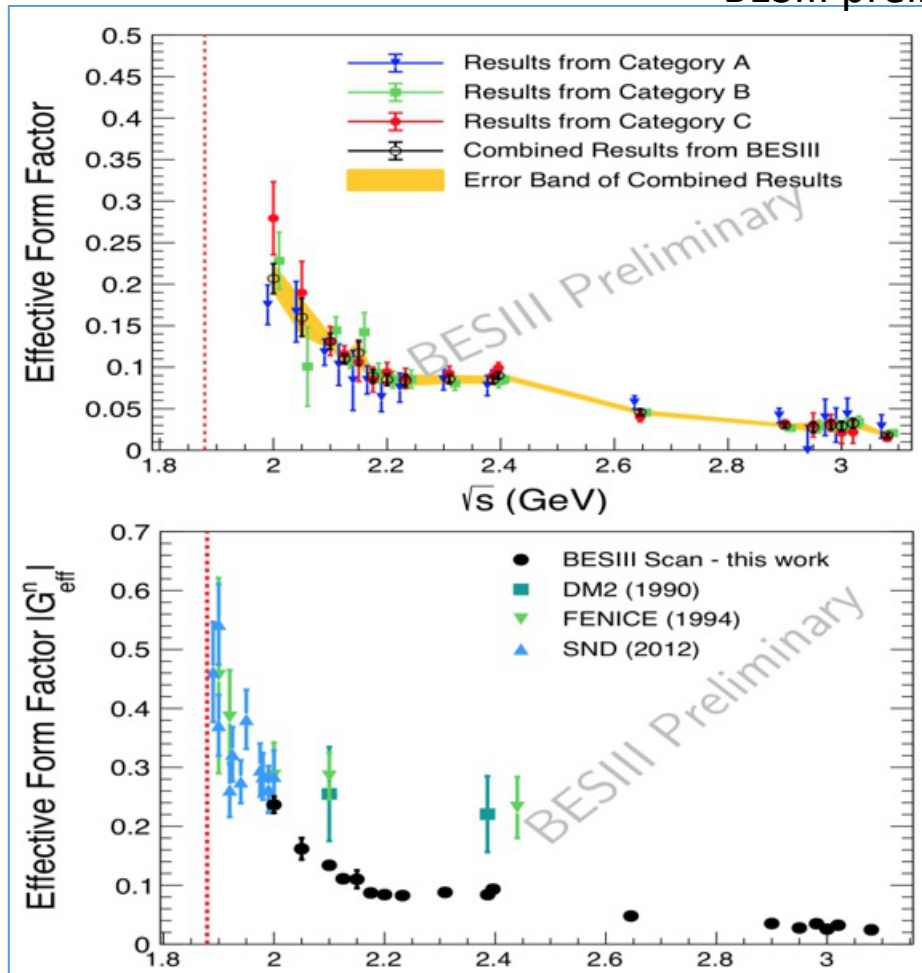 0.5
0.45
0.4
0.35
0.3
0.25
0.2
0.15
0.1
0.05
0
Effective Form Factor
Results from Category A
Results from Category B
Results from Category C
Combined Results from BESIII
Error Band of Combined Results
BESIII Preliminary
1.8 2 2.2 2.4 2.6 2.8 3
√s (GeV)
0.7
0.6
0.5
0.4
0.3
0.2
0.1
0
Effective Form Factor |Gⁿeff|
BESIII Scan - this work
DM2 (1990)
FENICE (1994)
SND (2012)
BESIII Preliminary
1.8 2 2.2 2.4 2.6 2.8 3